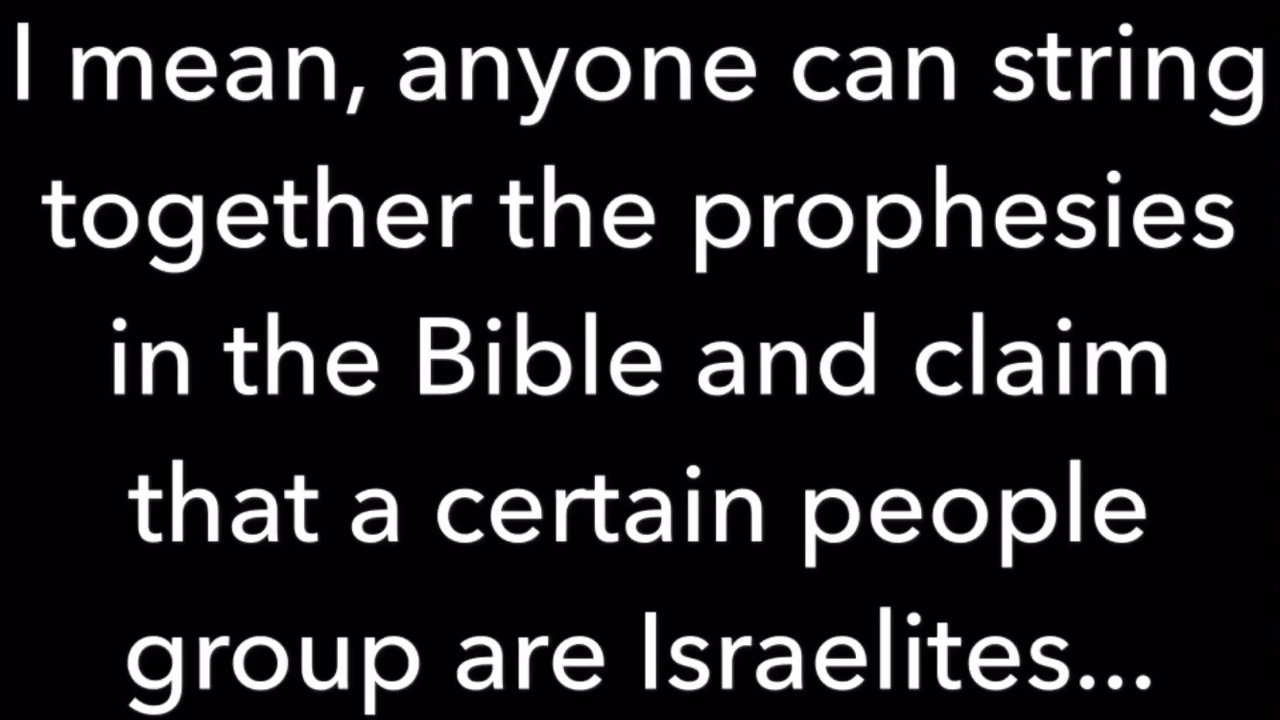 I mean, anyone can string
together the prophesies
in the Bible and claim
that a certain people
group are Israelites...